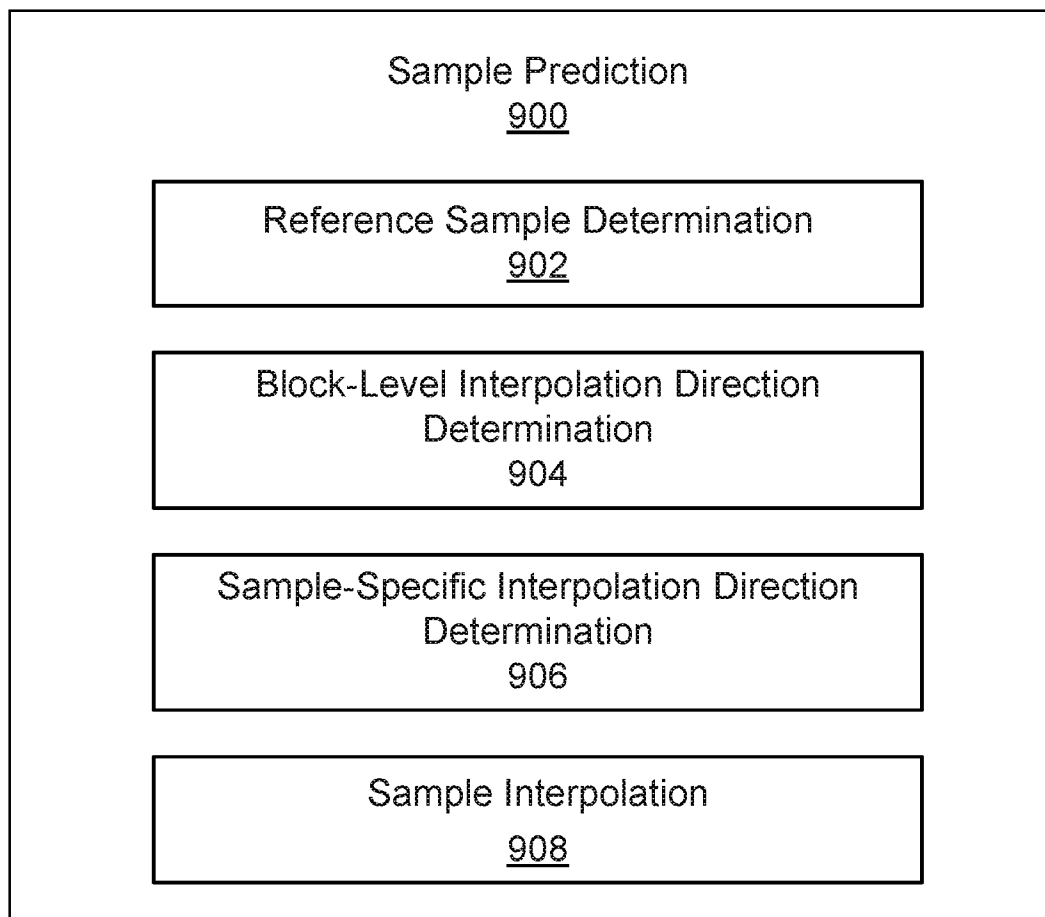 Sample Prediction
900
Reference Sample Determination
902
Block-Level Interpolation Direction
Determination
904
Sample-Specific Interpolation Direction
Determination
906
Sample Interpolation
908